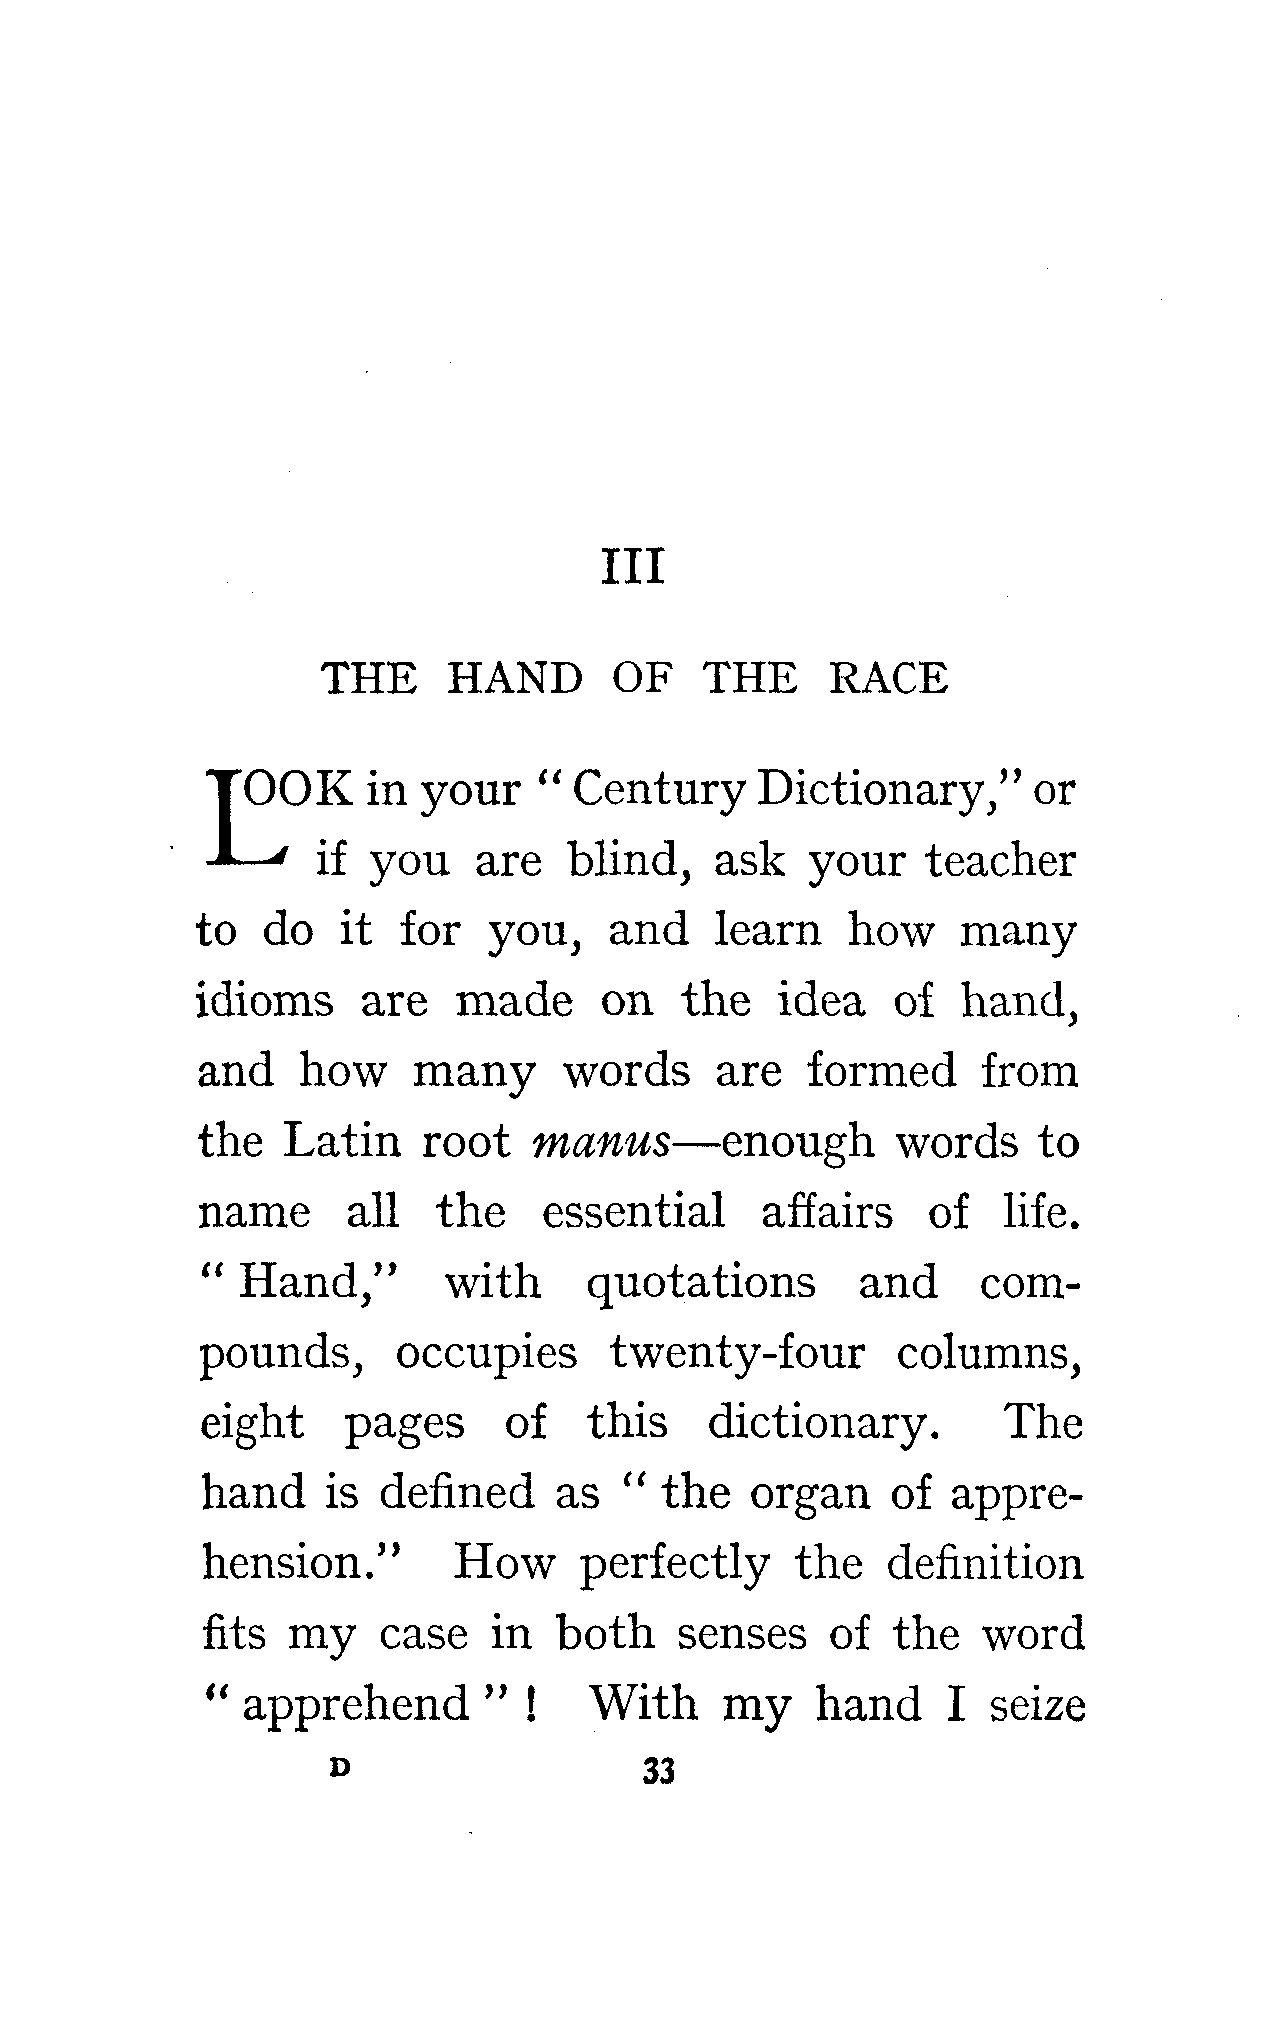 III
THE HAND OF THE RACE
LOOK in your “ Century Dictionary,” or
if you are blind, ask your teacher
to do it for you, and learn how many
idioms are made on the idea of hand,
and how many words are formed from
the Latin root manus—enough words to
name all the essential affairs of life.
“ Hand,” with quotations and com-
pounds, occupies twenty-four columns,
eight pages of this dictionary. The
hand is defined as “ the organ of appre-
hension.” How perfectly the definition
fits my case in both senses of the word
“ apprehend ” ! With my hand I seize
D 33